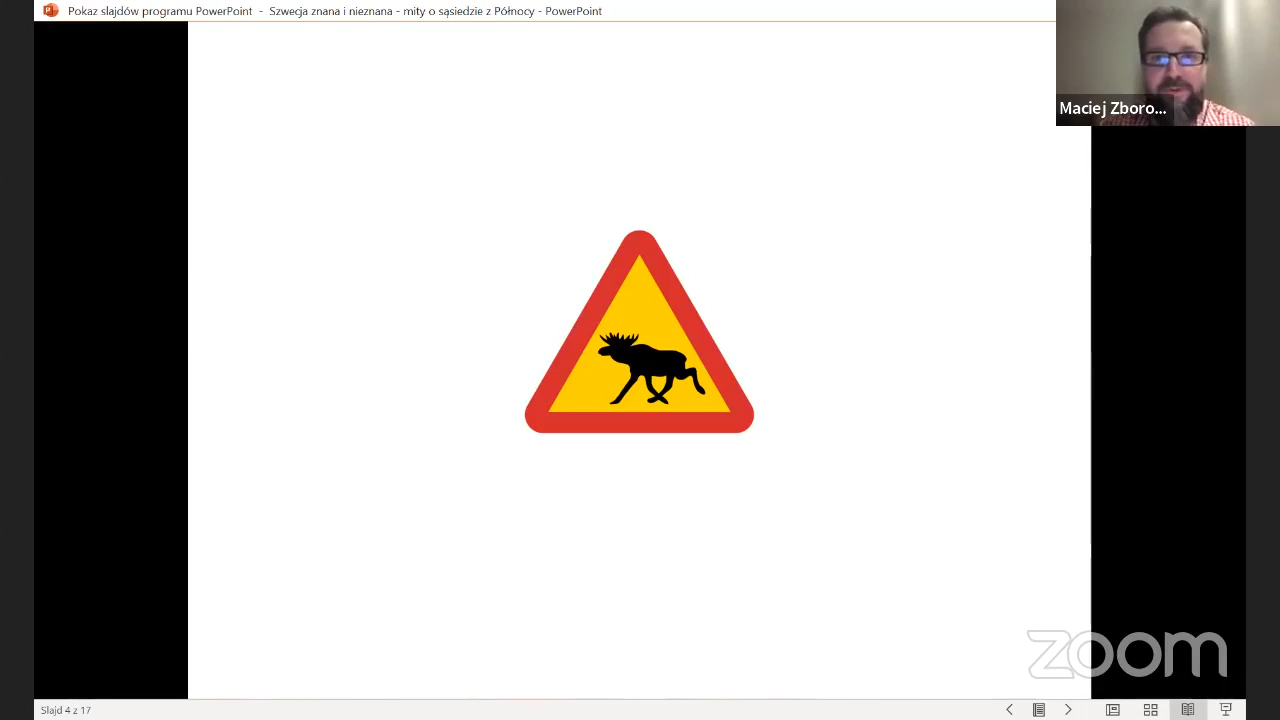 Pokaz slajdów programu PowerPoint - Szwecja znana i nieznana - mity o sąsiedzie z Północy - PowerPoint
Maciej Zboro...
zoom
Slajd 4 z 17